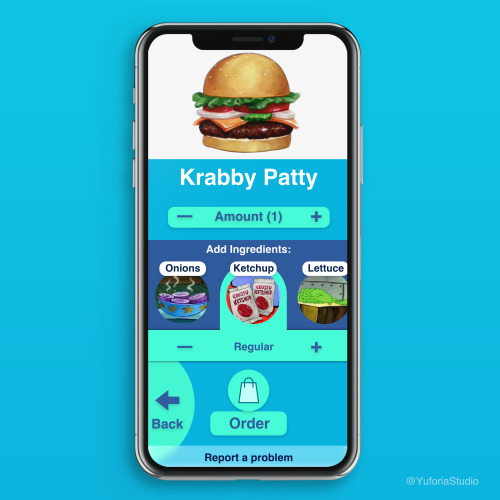 Krabby Patty
Amount (1)
Add Ingredients:
Onions
Ketchup
Lettuce
KRUSTY
KETCHUP
KRUSTY
KETCHUP
Regular
Back
Order
Report a problem
@YuforiaStudio